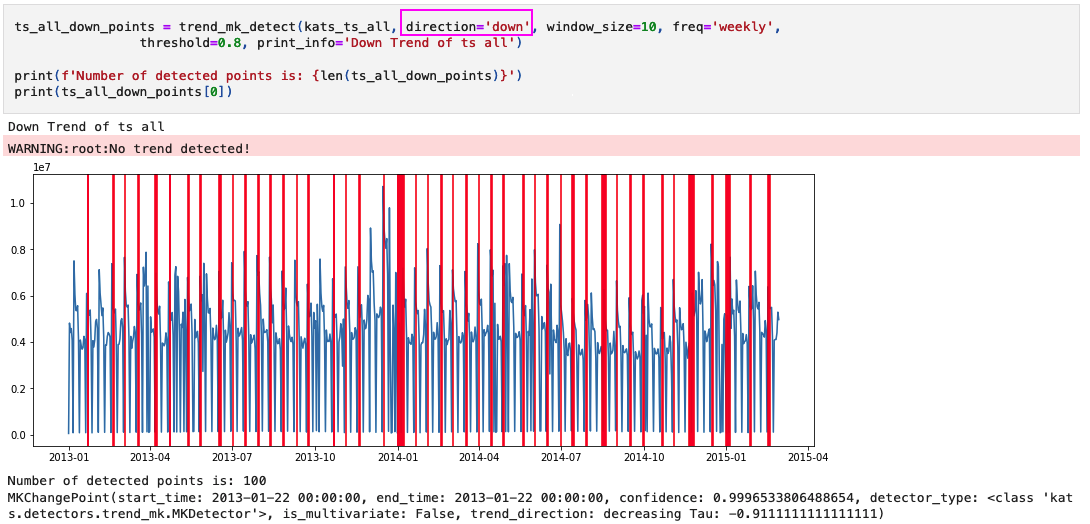 ts_all_down_points = trend_mk_detect(kats_ts_all, direction='down', window_size=10, freq='weekly',
threshold=0.8, print_info='Down Trend of ts all')
print(f'Number of detected points is: {len(ts_all_down_points)}')
print(ts_all_down_points[0])
Down Trend of ts all
WARNING:root:No trend detected!
1e7
1.0
0.8
0.6
0.4
0.2
0.0
2013-01 2013-04 2013-07 2013-10 2014-01 2014-04 2014-07 2014-10 2015-01 2015-04
Number of detected points is: 100
MKChangePoint(start_time: 2013-01-22 00:00:00, end_time: 2013-01-22 00:00:00, confidence: 0.9996533806488654, detector_type: <class 'kat
s.detectors.trend_mk.MKDetector'>, is_multivariate: False, trend_direction: decreasing Tau: -0.9111111111111111)